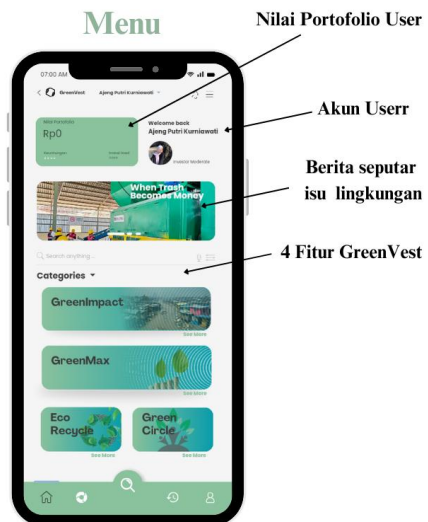 Menu
Nilai Portofolio User
Akun Userr
Berita seputar
isu lingkungan
4 Fitur GreenVest
07:00 AM
GreenVest
Ajeng Putri Kurniawati
Nilai Portofolio
Rp0
Welcome back
Ajeng Putri Kurniawati
When Trash
Becomes Money
Search anything...
Categories
GreenImpact
See More
GreenMax
See More
Eco
Recycle
See More
Green
Circle
See More